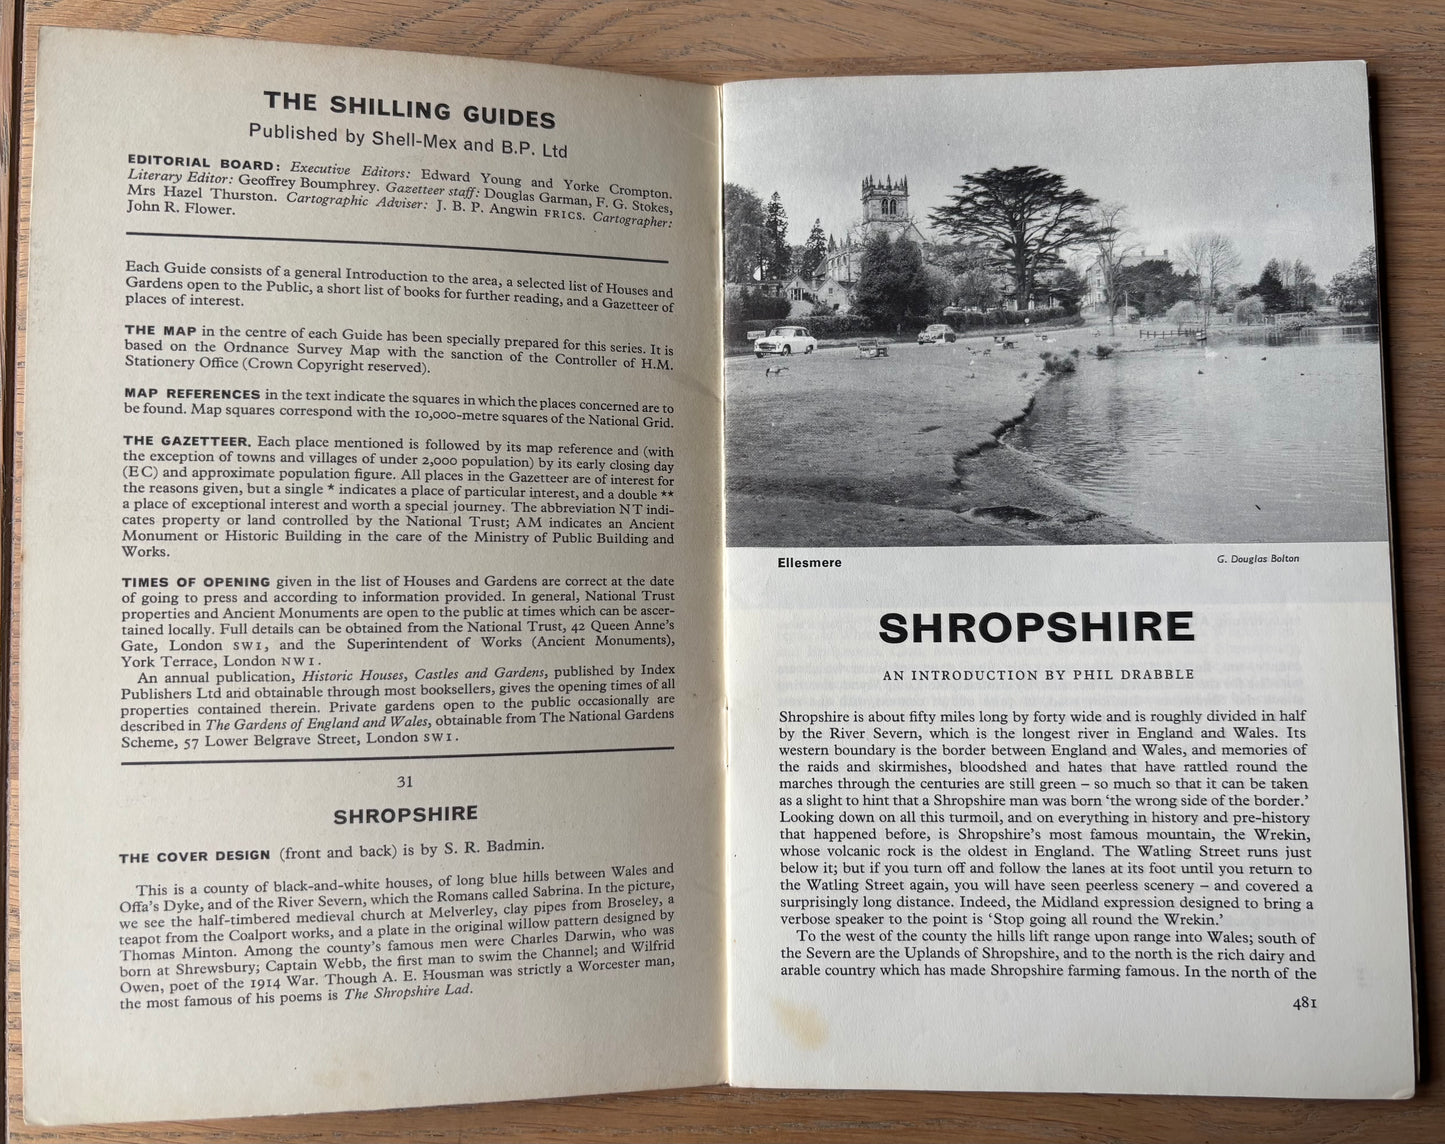 THE SHILLING GUIDES
Published by Shell-Mex and B.P. Ltd
EDITORIAL BOARD: Executive Editors: Edward Young and Yorke Crompton.
Literary Editor: Geoffrey Boumphrey. Gazetteer staff: Douglas Garman, F. G. Stokes,
Mrs Hazel Thurston. Cartographic Adviser: J. B. P. Angwin FRICS. Cartographer:
John R. Flower.
Each Guide consists of a general Introduction to the area, a selected list of Houses and
Gardens open to the Public, a short list of books for further reading, and a Gazetteer of
places of interest.
THE MAP in the centre of each Guide has been specially prepared for this series. It is
based on the Ordnance Survey Map with the sanction of the Controller of H.M.
Stationery Office (Crown Copyright reserved).
MAP REFERENCES in the text indicate the squares in which the places concerned are to
be found. Map squares correspond with the 10,000-metre squares of the National Grid.
THE GAZETTEER. Each place mentioned is followed by its map reference and (with
the exception of towns and villages of under 2,000 population) by its early closing day
(EC) and approximate population figure. All places in the Gazetteer are of interest for
the reasons given, but a single * indicates a place of particular interest, and a double **
a place of exceptional interest and worth a special journey. The abbreviation NT indi-
cates property or land controlled by the National Trust; AM indicates an Ancient
Monument or Historic Building in the care of the Ministry of Public Building and
Works.
TIMES OF OPENING given in the list of Houses and Gardens are correct at the date
of going to press and according to information provided. In general, National Trust
properties and Ancient Monuments are open to the public at times which can be ascer-
tained locally. Full details can be obtained from the National Trust, 42 Queen Anne's
Gate, London SW1, and the Superintendent of Works (Ancient Monuments),
York Terrace, London NW1.
An annual publication, Historic Houses, Castles and Gardens, published by Index
Publishers Ltd and obtainable through most booksellers, gives the opening times of all
properties contained therein. Private gardens open to the public occasionally are
described in The Gardens of England and Wales, obtainable from The National Gardens
Scheme, 57 Lower Belgrave Street, London SW1.
31
SHROPSHIRE
THE COVER DESIGN (front and back) is by S. R. Badmin.
This is a county of black-and-white houses, of long blue hills between Wales and
Offa's Dyke, and of the River Severn, which the Romans called Sabrina. In the picture,
we see the half-timbered medieval church at Melverley, clay pipes from Broseley, a
teapot from the Coalport works, and a plate in the original willow pattern designed by
Thomas Minton. Among the county's famous men were Charles Darwin, who was
born at Shrewsbury; Captain Webb, the first man to swim the Channel; and Wilfrid
Owen, poet of the 1914 War. Though A. E. Housman was strictly a Worcester man,
the most famous of his poems is The Shropshire Lad.
Ellesmere
G. Douglas Bolton
SHROPSHIRE
AN INTRODUCTION BY PHIL DRABBLE
Shropshire is about fifty miles long by forty wide and is roughly divided in half
by the River Severn, which is the longest river in England and Wales. Its
western boundary is the border between England and Wales, and memories of
the raids and skirmishes, bloodshed and hates that have rattled round the
marches through the centuries are still green – so much so that it can be taken
as a slight to hint that a Shropshire man was born 'the wrong side of the border.'
Looking down on all this turmoil, and on everything in history and pre-history
that happened before, is Shropshire's most famous mountain, the Wrekin,
whose volcanic rock is the oldest in England. The Watling Street runs just
below it; but if you turn off and follow the lanes at its foot until you return to
the Watling Street again, you will have seen peerless scenery – and covered a
surprisingly long distance. Indeed, the Midland expression designed to bring a
verbose speaker to the point is 'Stop going all round the Wrekin.'
To the west of the county the hills lift range upon range into Wales; south of
the Severn are the Uplands of Shropshire, and to the north is the rich dairy and
arable country which has made Shropshire farming famous. In the north of the
481